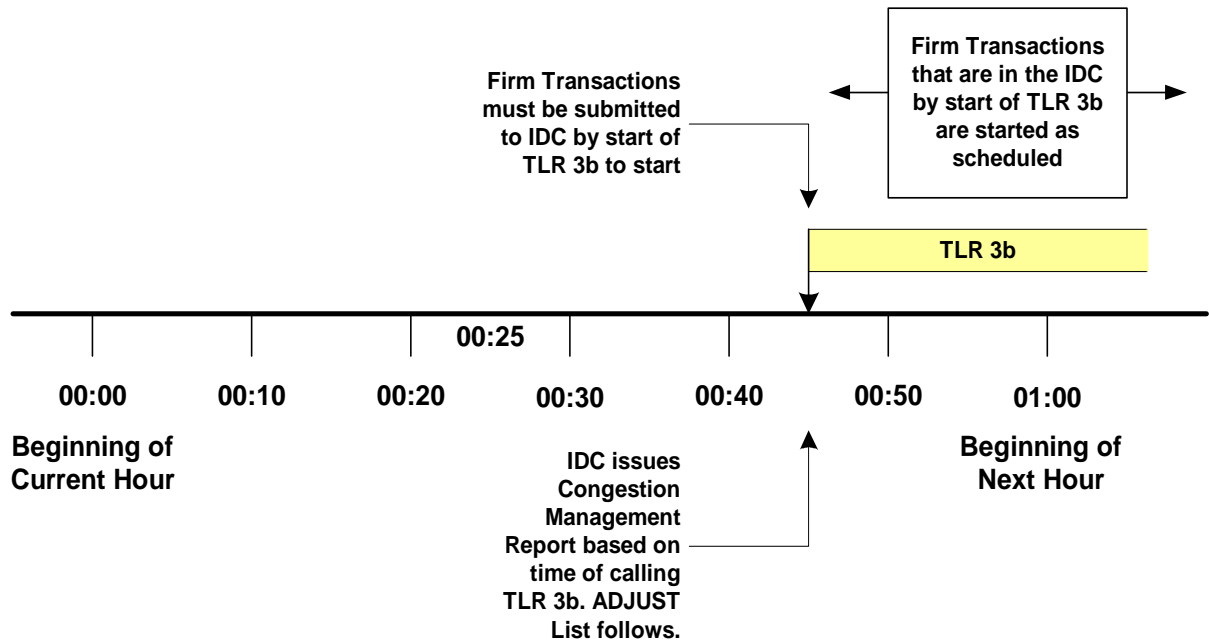 Firm Transactions
must be submitted
to IDC by start of
TLR 3b to start
Firm Transactions
that are in the IDC
by start of TLR 3b
are started as
scheduled
TLR 3b
00:25
00:00
00:10
00:20
00:30
00:40
00:50
01:00
Beginning of
Current Hour
IDC issues
Congestion
Management
Report based on
time of calling
TLR 3b. ADJUST
List follows.
Beginning of
Next Hour